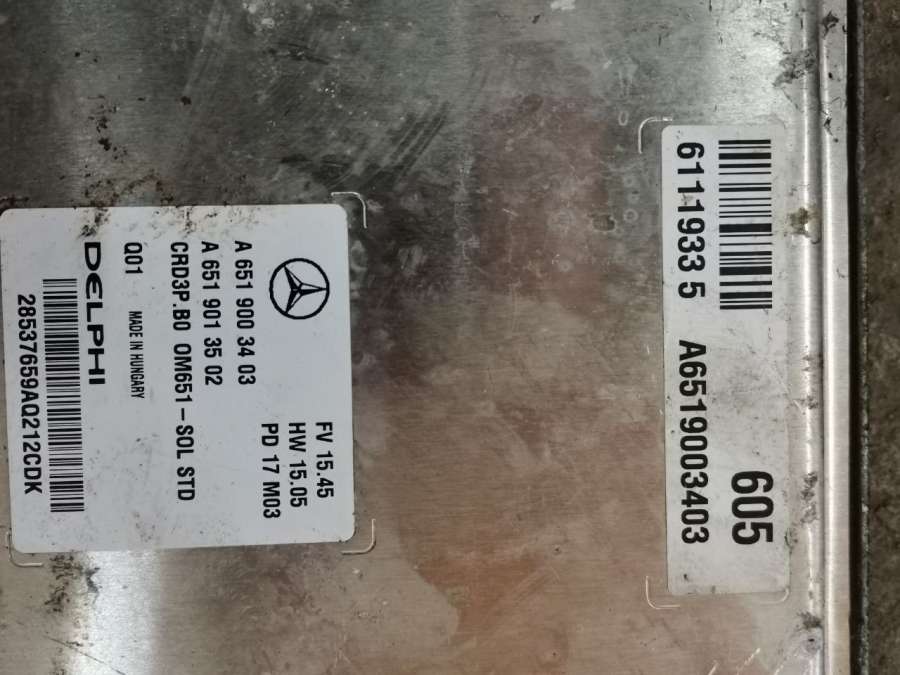 FV 15.45
HW 15.05
A 651 900 34 03 PD 17 M03
A 651 901 35 02
CRD3P.B0 OM651-SOL STD
Q01 MADE IN HUNGARY
DELPHI
28537659AQ212CDK
605
6111933 5 A6519003403